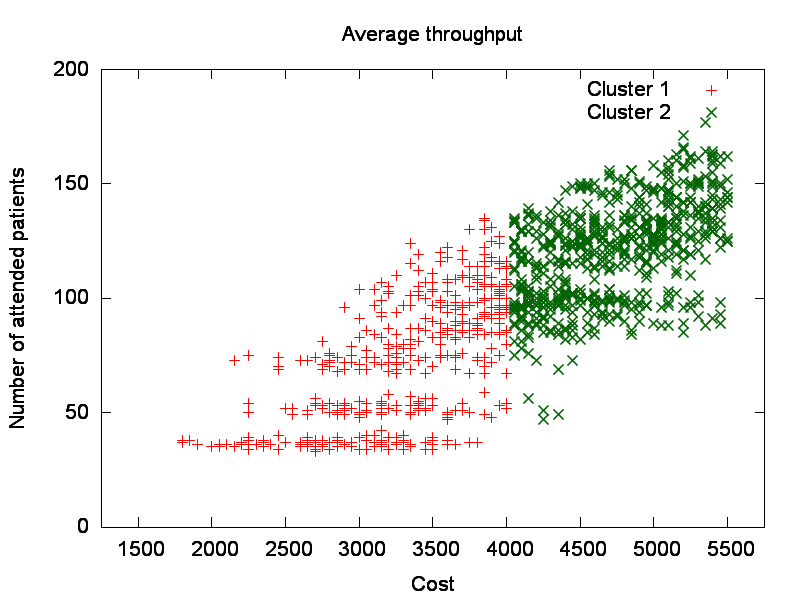 Average throughput
Number of attended patients
200
150
100
50
0
Cluster 1
Cluster 2
1500 2000 2500 3000 3500 4000 4500 5000 5500
Cost